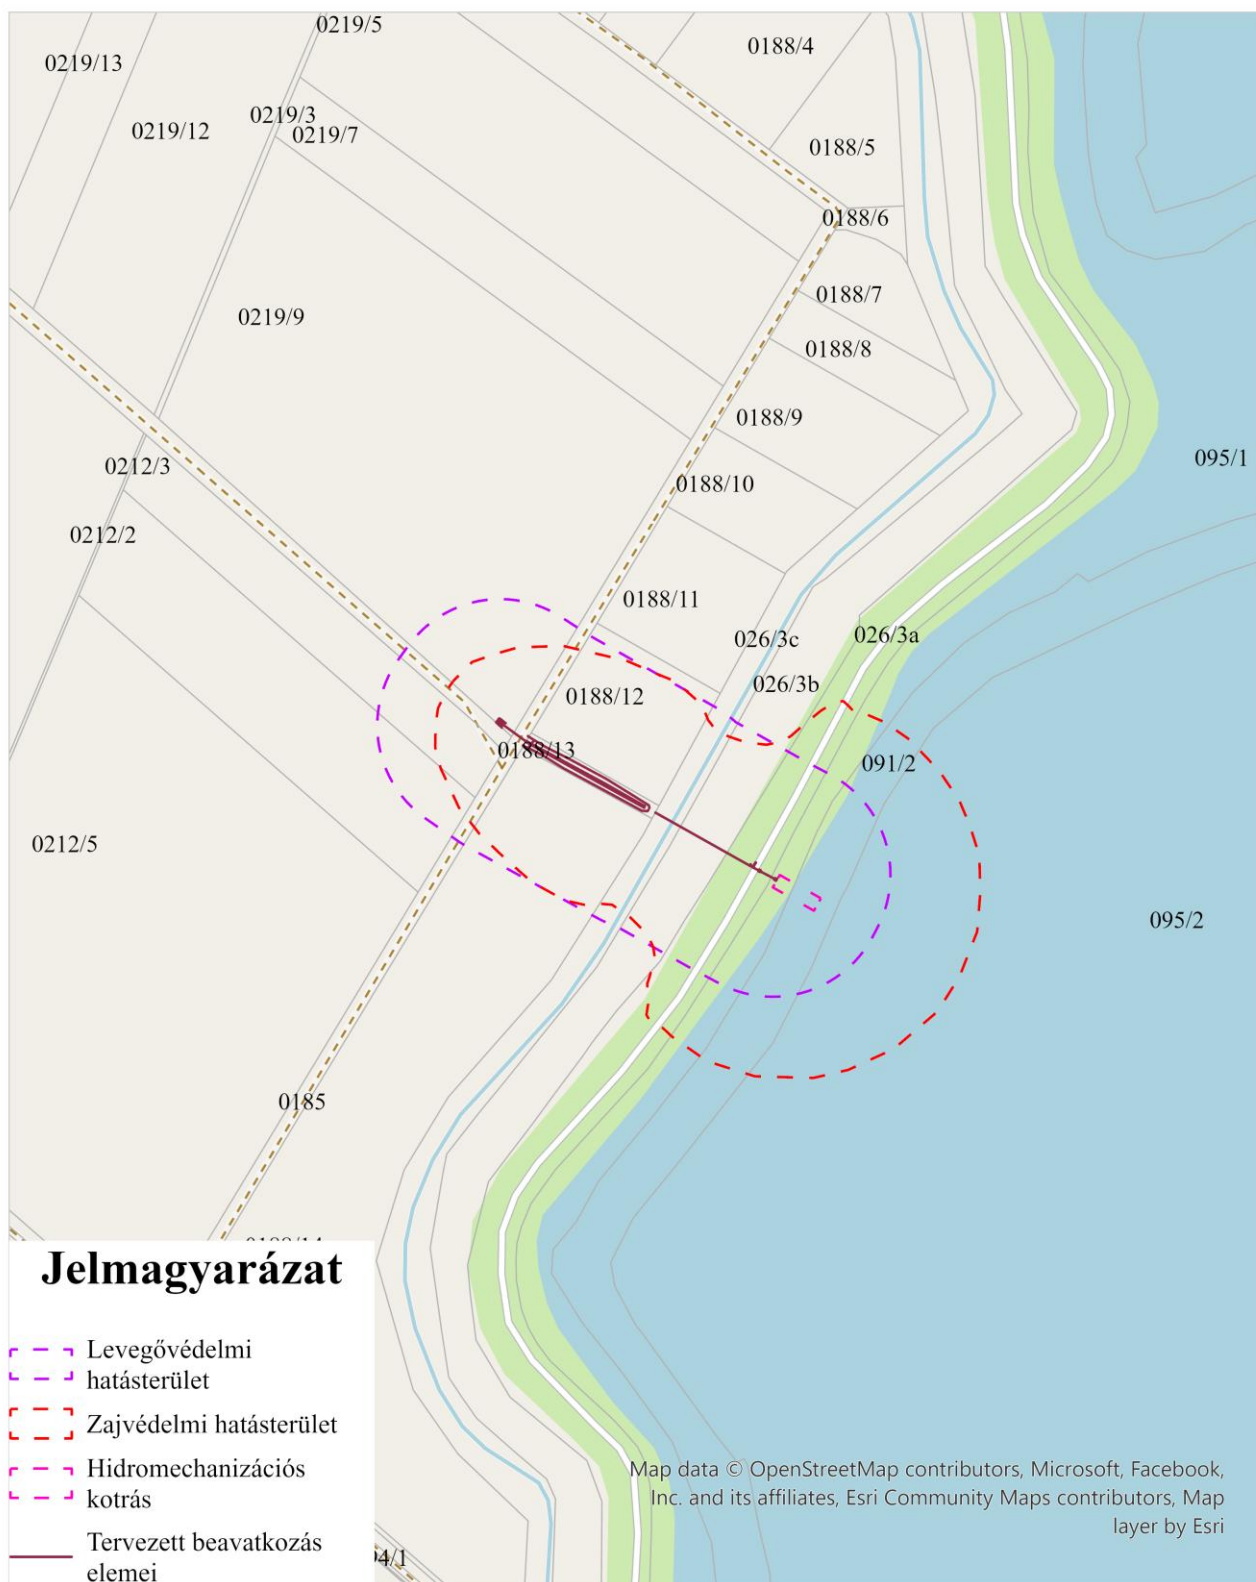 0219/5
0188/4
0219/13
0219/3
0219/12
0219/7
0188/5
0188/6
0188/7
0219/9
0188/8
0188/9
095/1
0212/3
0188/10
0212/2
0188/11
026/3c
026/3a
026/3b
0188/12
0188/13
091/2
0212/5
095/2
0185
Jelmagyarázat
Levegővédelmi
hatásterület
Zajvédelmi hatásterület
Hidromechanizációs
kotrás
Tervezett beavatkozás
elemei
Map data © OpenStreetMap contributors, Microsoft, Facebook,
Inc. and its affiliates, Esri Community Maps contributors, Map
layer by Esri